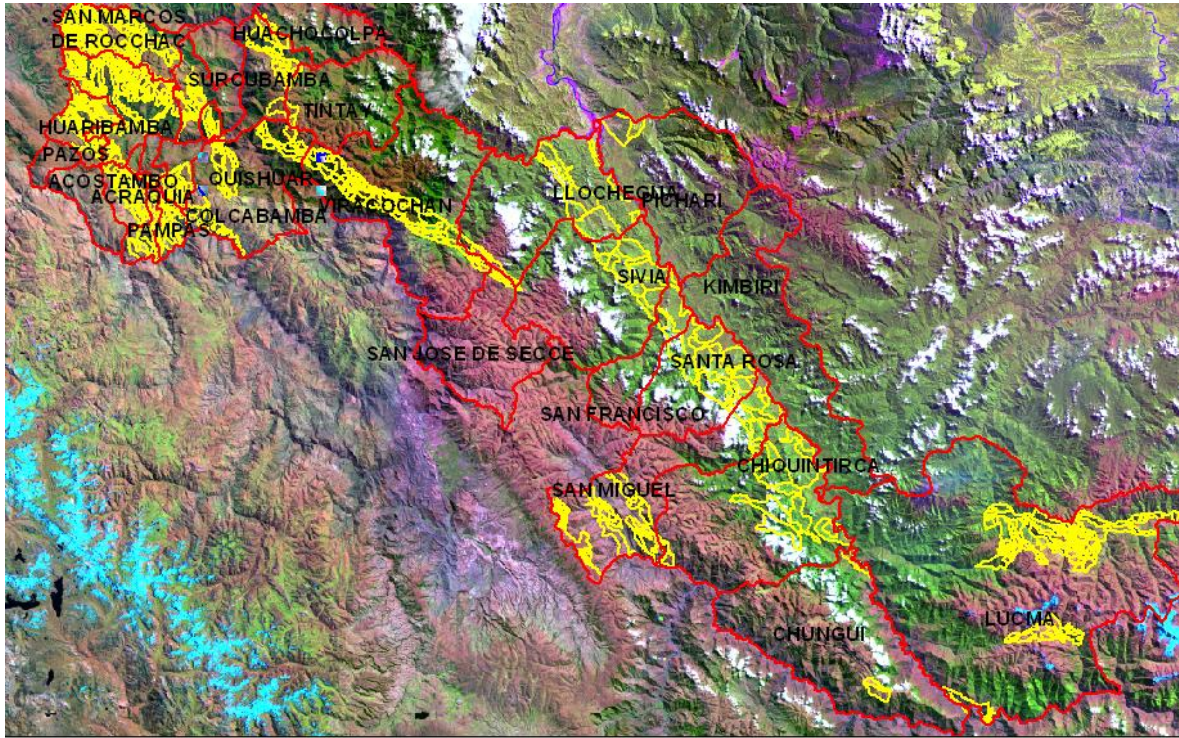 SAN MARCOS
DE ROCCHAC
HUACHOCOLPA
SURCUBAMBA
TINTAY
HUARIBAMBA
PAZOS
ACOSTAMBO
QUISHUAR
ACRAQUIA
VIRACOCHAN
COLCABAMBA
PAMPAS
LLOCHEGUA
PICHARI
SIVIA
KIMBIRI
SAN JOSE DE SECCE
SANTA ROSA
SAN FRANCISCO
CHIQUINTIRCA
SAN MIGUEL
LUCMA
CHUNGUI